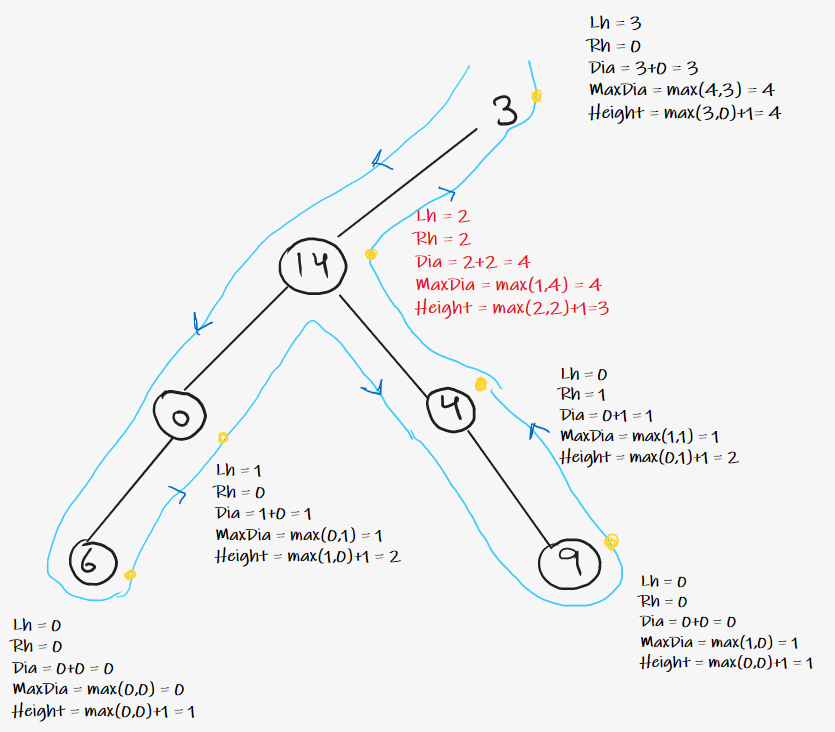 Lh = 3
Rh = 0
Dia = 3+0 = 3
MaxDia = max(4,3) = 4
Height = max(3,0)+1= 4
3
Lh = 2
Rh = 2
Dia = 2+2 = 4
MaxDia = max(1,4) = 4
Height = max(2,2)+1=3
14
Lh = 0
Rh = 1
Dia = 0+1 = 1
MaxDia = max(1,1) = 1
Height = max(0,1)+1 = 2
0
4
Lh = 1
Rh = 0
Dia = 1+0 = 1
MaxDia = max(0,1) = 1
Height = max(1,0)+1 = 2
6
9
Lh = 0
Rh = 0
Dia = 0+0 = 0
MaxDia = max(1,0) = 1
Height = max(0,0)+1 = 1
Lh = 0
Rh = 0
Dia = 0+0 = 0
MaxDia = max(0,0) = 0
Height = max(0,0)+1 = 1